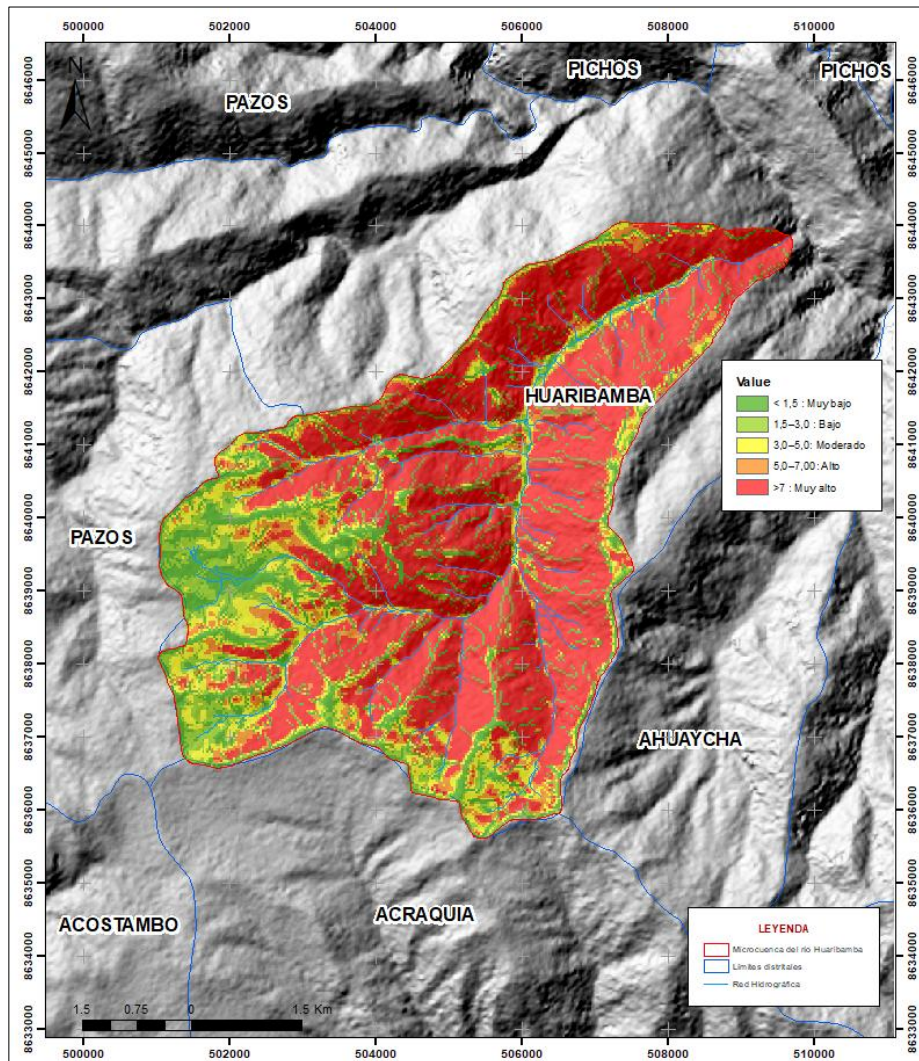 500000 502000 504000 506000 508000 510000
N
PICHOS
PICHOS
PAZOS
8646000
8645000
8644000
8643000
8642000
8641000
8640000
8639000
8638000
8637000
8636000
8635000
8634000
8633000
8646000
8645000
8644000
8643000
8642000
8641000
8640000
8639000
8638000
8637000
8636000
8635000
8634000
8633000
HUARIBAMBA
Value
< 1,5 : Muy bajo
1,5–3,0 : Bajo
3,0–5,0: Moderado
5,0–7,00: Alto
>7 : Muy alto
PAZOS
AHUAYCHA
ACOSTAMBO
ACRAQUIA
LEYENDA
Microcuenca del río Huaribamba
Límites distritales
Red Hidrográfica
1.5 0.75 0 1.5 Km
500000 502000 504000 506000 508000 510000